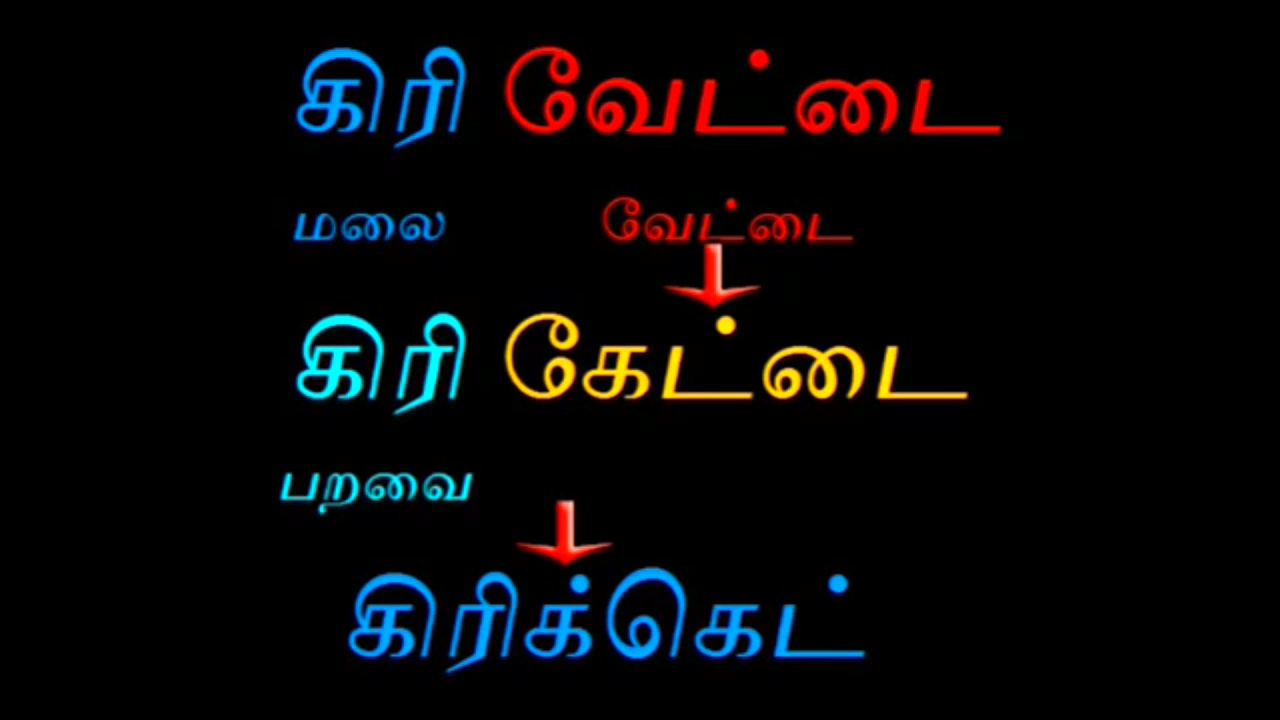 கிரி வேட்டை
மலை வேட்டை
கிரி கேட்டை
பறவை
கிரிக்கெட்